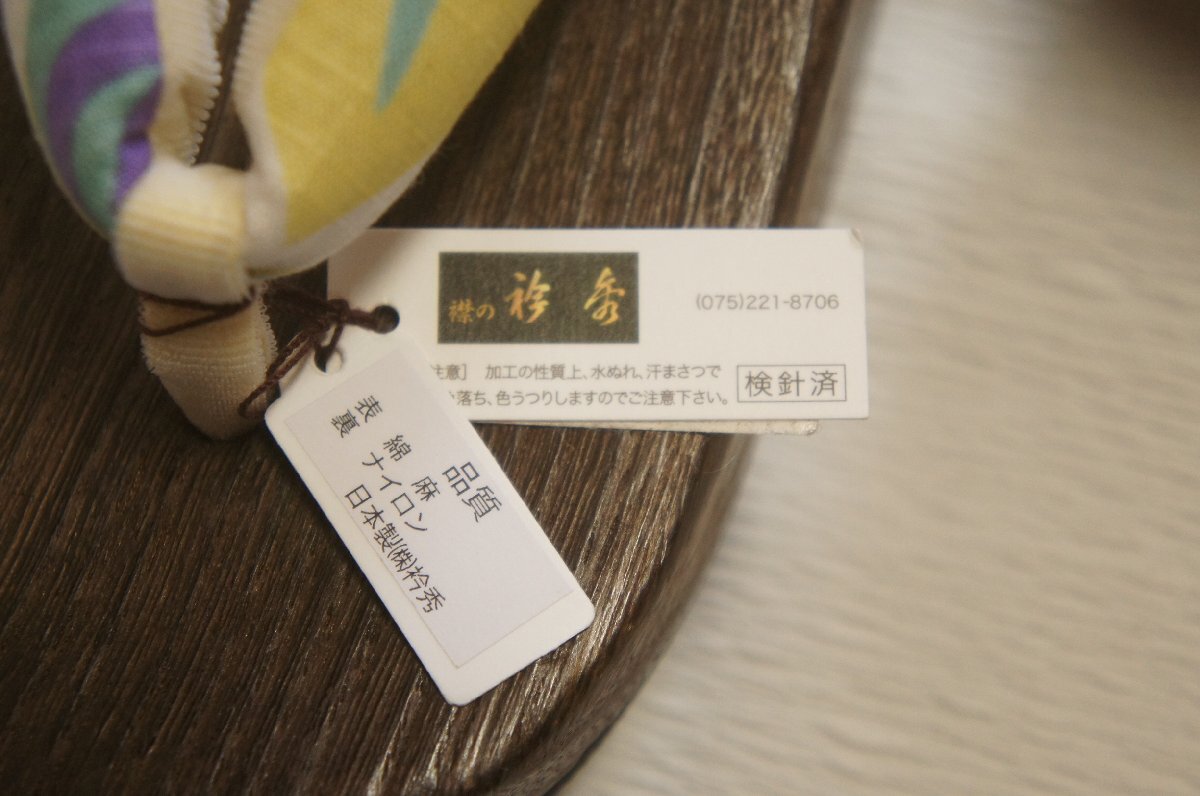 襟の 衿秀
(075)221-8706
注意] 加工の性質上、水ぬれ、汗まさつで
落ち、色うつりしますのでご注意下さい。
検針済
品質
表 綿 麻
裏 ナイロン
日本製㈱衿秀